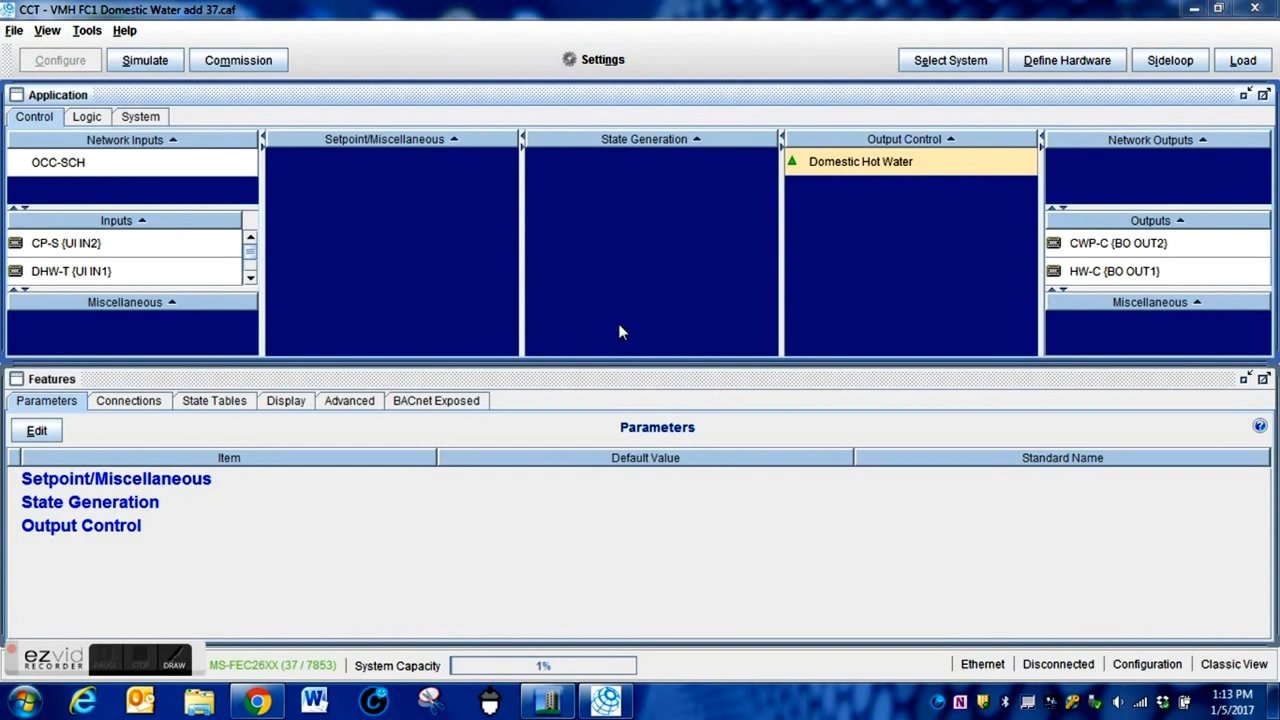 CCT - VMH FC1 Domestic Water add 37.caf
File View Tools Help
Configure Simulate Commission Settings Select System Define Hardware Sideloop Load
Application
Control Logic System
Network Inputs Setpoint/Miscellaneous State Generation Output Control Network Outputs
OCC-SCH Domestic Hot Water
Inputs Outputs
CP-S {UI IN2} CWP-C {BO OUT2}
DHW-T {UI IN1} HW-C {BO OUT1}
Miscellaneous Miscellaneous
Features
Parameters Connections State Tables Display Advanced BACnet Exposed
Edit Parameters
Item Default Value Standard Name
Setpoint/Miscellaneous
State Generation
Output Control
ezvid RECORDER PAUSE STOP DRAW MS-FEC26XX (37 / 7853) System Capacity 1% Ethernet Disconnected Configuration Classic View
1:13 PM
1/5/2017